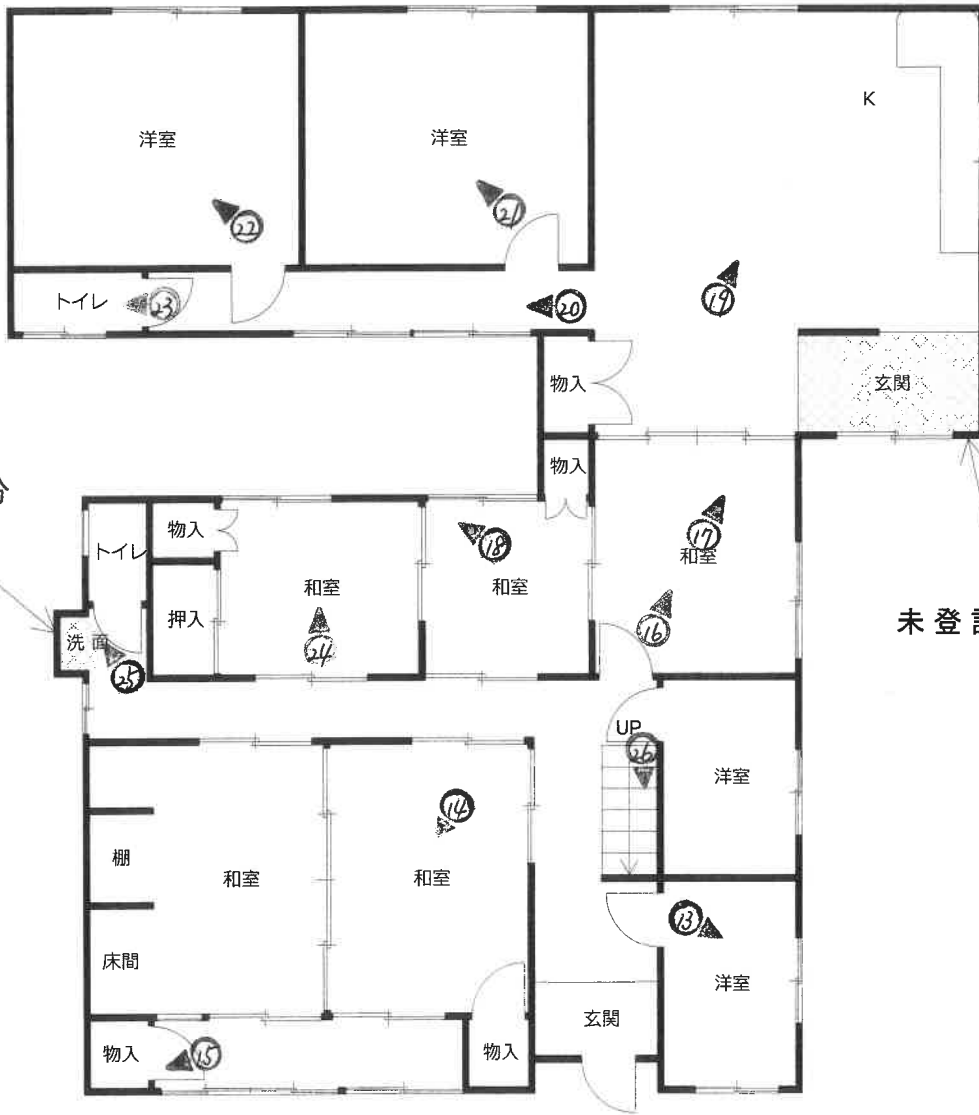 K
洋室
洋室
㉒
㉑
トイレ
㉓
⑳
⑲
物入
玄関
物入
分
物入
トイレ
⑱
⑰
和室
和室
和室
押入
⑯
未登
洗面
㉔
㉕
UP
㉖
洋室
⑭
棚
和室
和室
⑬
床間
洋室
玄関
物入
⑮
物入